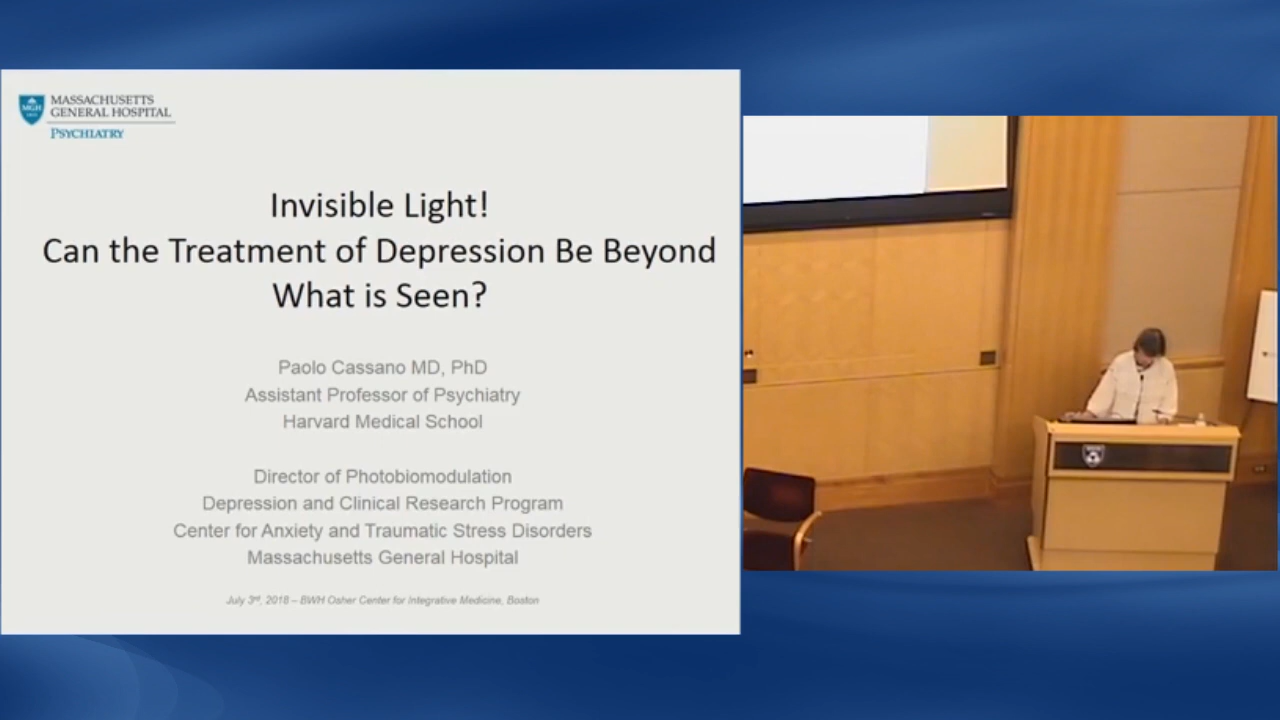 MGH
MASSACHUSETTS
GENERAL HOSPITAL
PSYCHIATRY
Invisible Light!
Can the Treatment of Depression Be Beyond
What is Seen?
Paolo Cassano MD, PhD
Assistant Professor of Psychiatry
Harvard Medical School
Director of Photobiomodulation
Depression and Clinical Research Program
Center for Anxiety and Traumatic Stress Disorders
Massachusetts General Hospital
July 3rd, 2018 – BWH Osher Center for Integrative Medicine, Boston